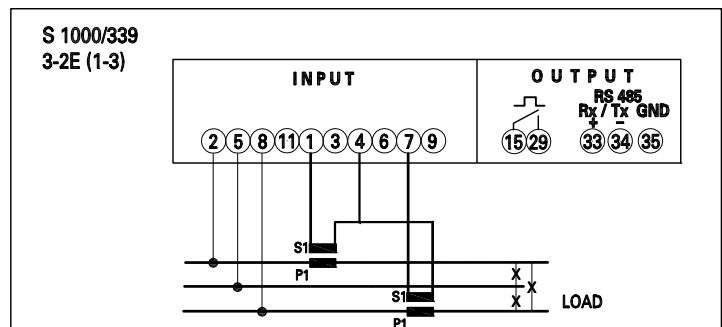 S 1000/339
3-2E (1-3)
INPUT
OUTPUT
RS 485
Rx / Tx GND
+ −
2 5 8 11 1 3 4 6 7 9
15 29 33 34 35
S1
P1
S1
P1
X
X
X
LOAD